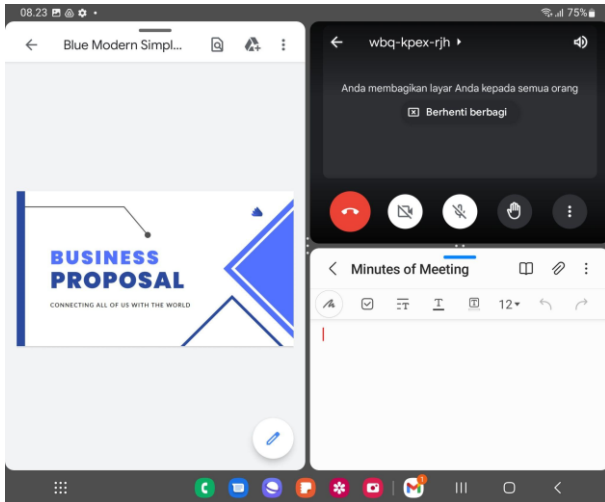 08.23
75%
Blue Modern Simpl...
BUSINESS
PROPOSAL
CONNECTING ALL OF US WITH THE WORLD
wbq-kpex-rjh
Anda membagikan layar Anda kepada semua orang
Berhenti berbagi
Minutes of Meeting
T
T
T
12
1